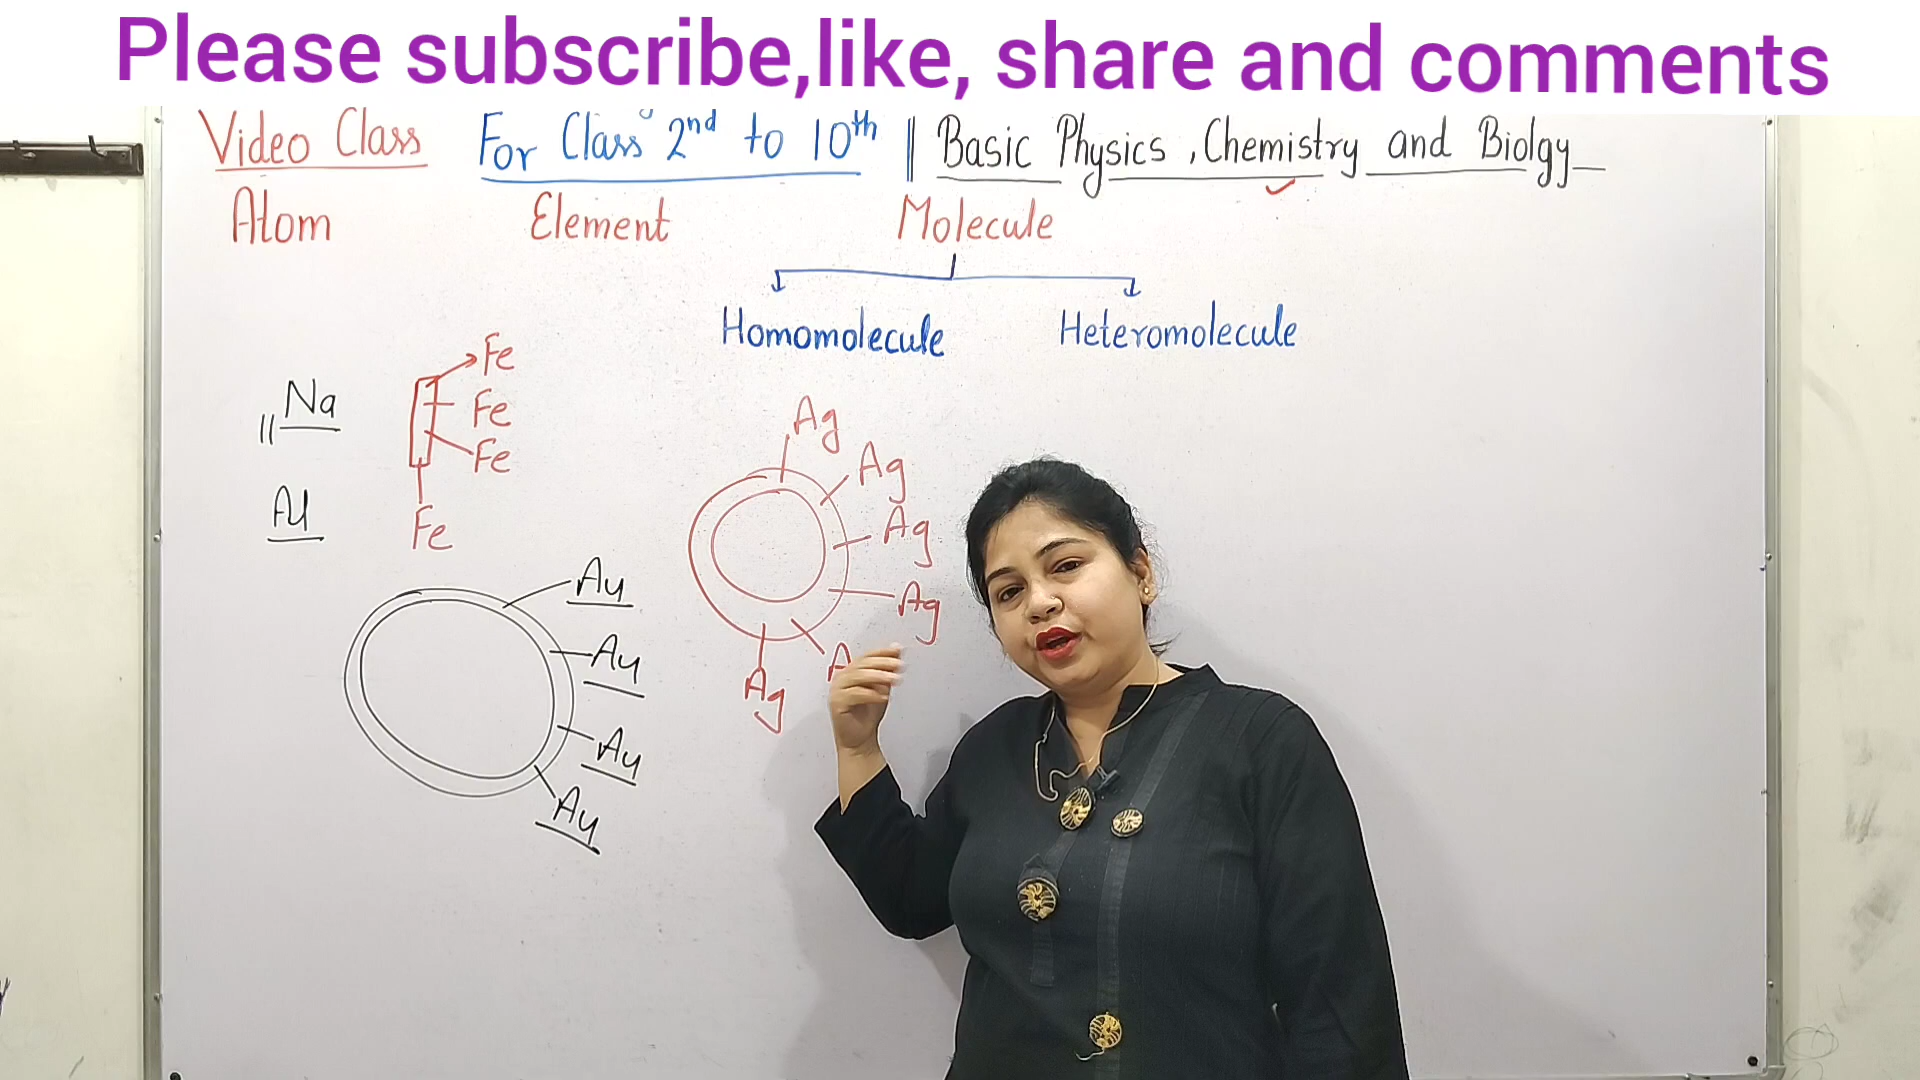 Please subscribe,like, share and comments
Video Class For Class 2nd to 10th || Basic Physics ,Chemistry and Biolgy
Atom Element Molecule
Homomolecule Heteromolecule
Na
Al
Fe
Fe
Fe
Fe
Ag
Ag
Ag
Ag
Ag
Au
Au
Au
Au